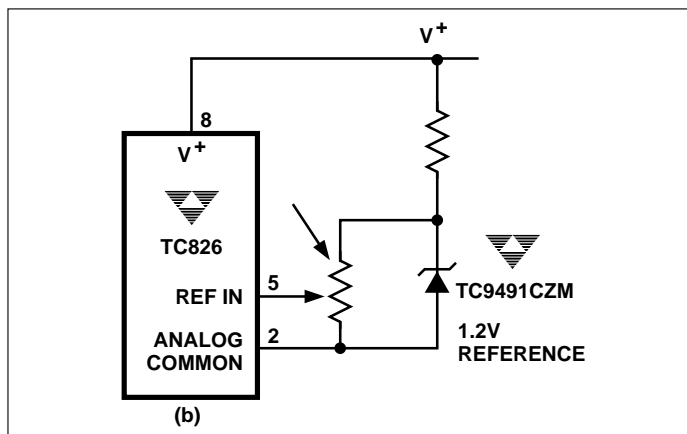 V+
8
V+
TC826
5
REF IN
TC9491CZM
ANALOG
COMMON
2
1.2V
REFERENCE
(b)